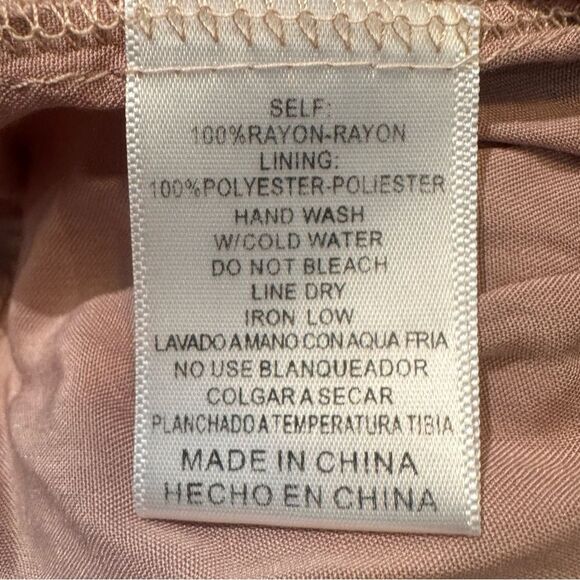 SELF:
100%RAYON-RAYON
LINING:
100%POLYESTER-POLIESTER
HAND WASH
W/COLD WATER
DO NOT BLEACH
LINE DRY
IRON LOW
LAVADO A MANO CON AQUA FRIA
NO USE BLANQUEADOR
COLGAR A SECAR
PLANCHADO A TEMPERATURA TIBIA
MADE IN CHINA
HECHO EN CHINA